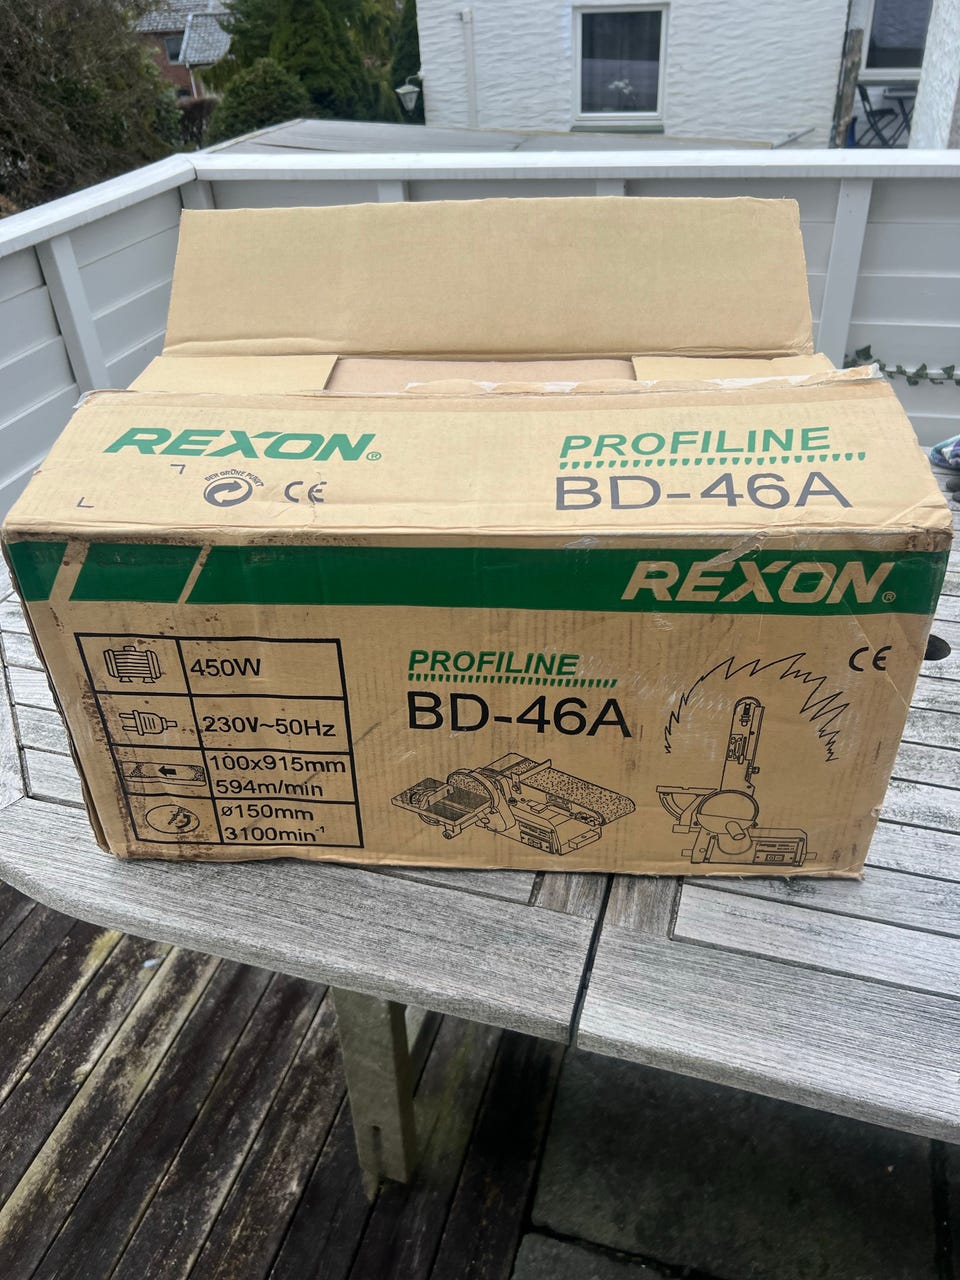 REXON®
PROFILINE
DER GRÜNE PUNKT
CE
BD-46A
REXON®
450W
230V~50Hz
100x915mm
594m/min
ø150mm
3100min⁻¹
PROFILINE
BD-46A
CE